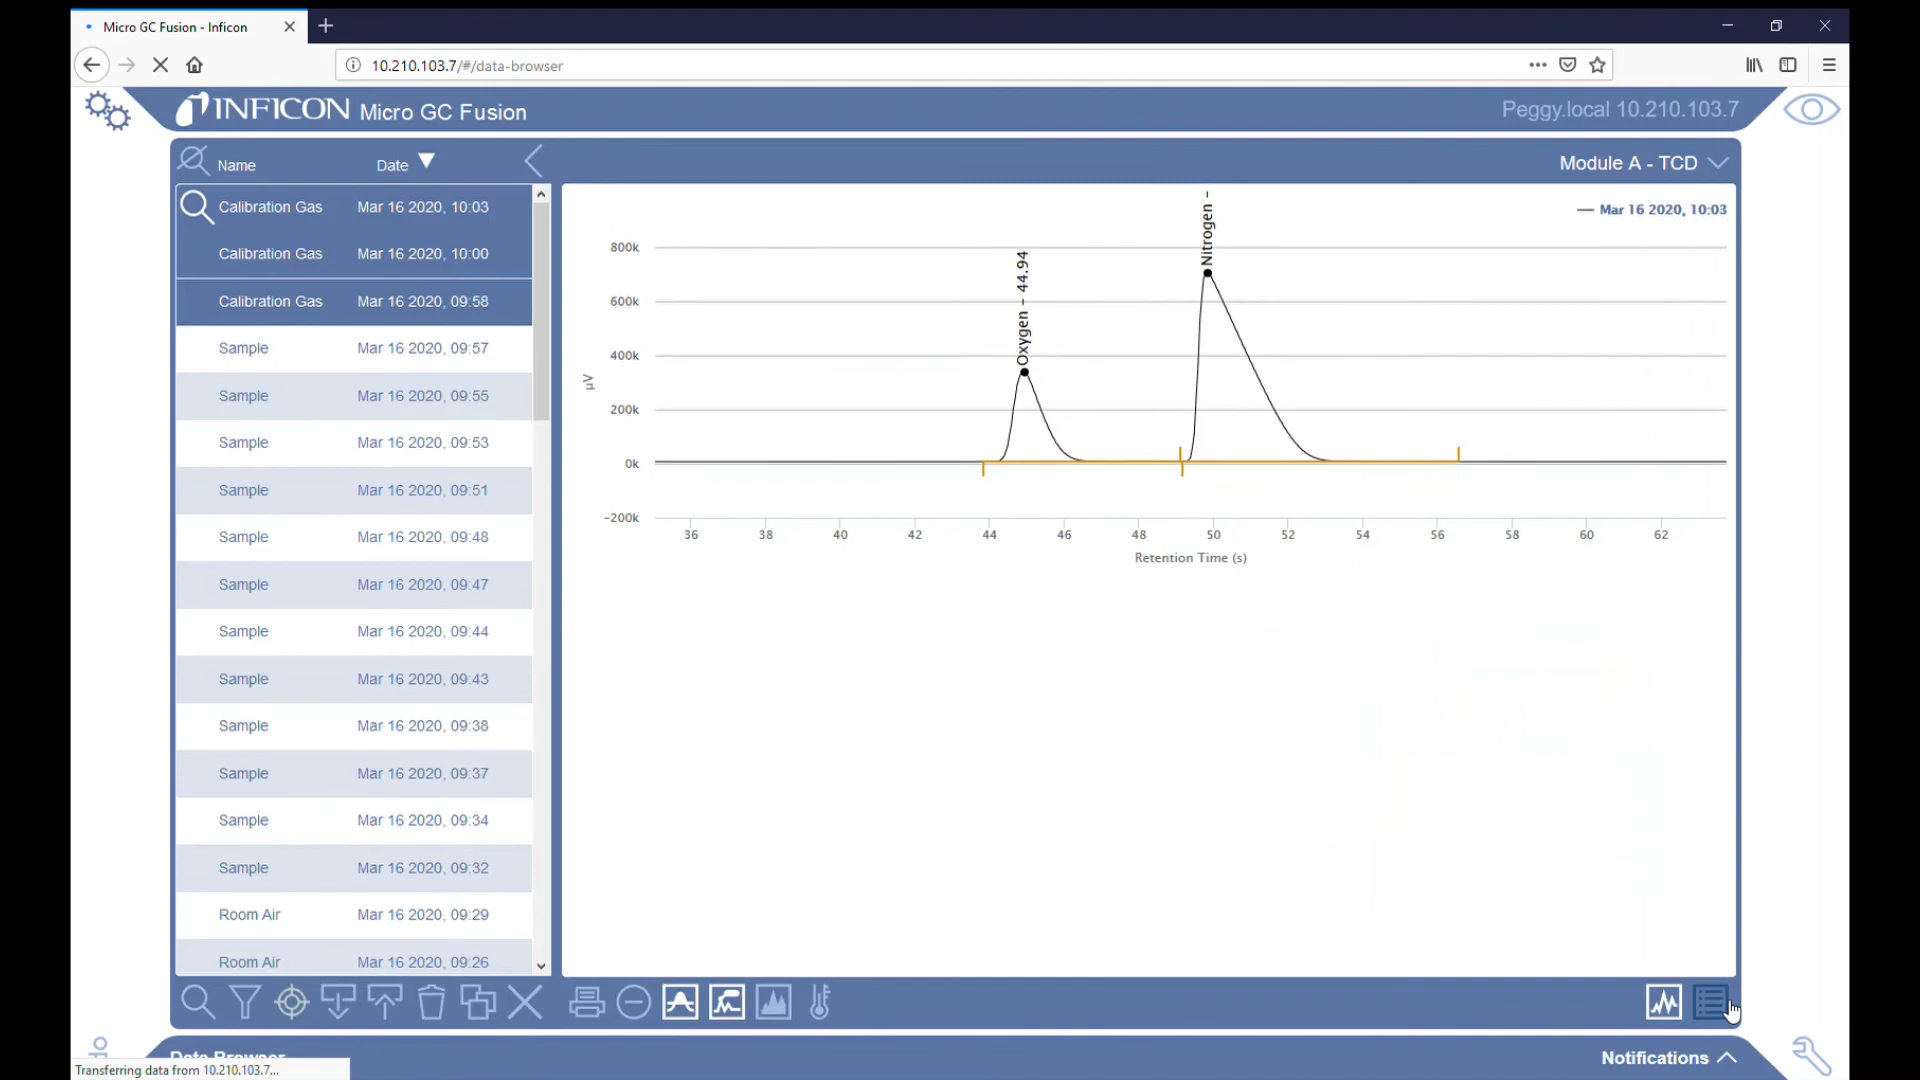 Micro GC Fusion - Inficon
10.210.103.7/#/data-browser
INFICON Micro GC Fusion
Peggy.local 10.210.103.7
Name Date
Module A - TCD
Calibration Gas Mar 16 2020, 10:03
Calibration Gas Mar 16 2020, 10:00
Calibration Gas Mar 16 2020, 09:58
Sample Mar 16 2020, 09:57
Sample Mar 16 2020, 09:55
Sample Mar 16 2020, 09:53
Sample Mar 16 2020, 09:51
Sample Mar 16 2020, 09:48
Sample Mar 16 2020, 09:47
Sample Mar 16 2020, 09:44
Sample Mar 16 2020, 09:43
Sample Mar 16 2020, 09:38
Sample Mar 16 2020, 09:37
Sample Mar 16 2020, 09:34
Sample Mar 16 2020, 09:32
Room Air Mar 16 2020, 09:29
Room Air Mar 16 2020, 09:26
Mar 16 2020, 10:03
800k
600k
400k
200k
0k
-200k
µV
Oxygen - 44.94
Nitrogen -
36 38 40 42 44 46 48 50 52 54 56 58 60 62
Retention Time (s)
Data Browser
Notifications
Transferring data from 10.210.103.7...